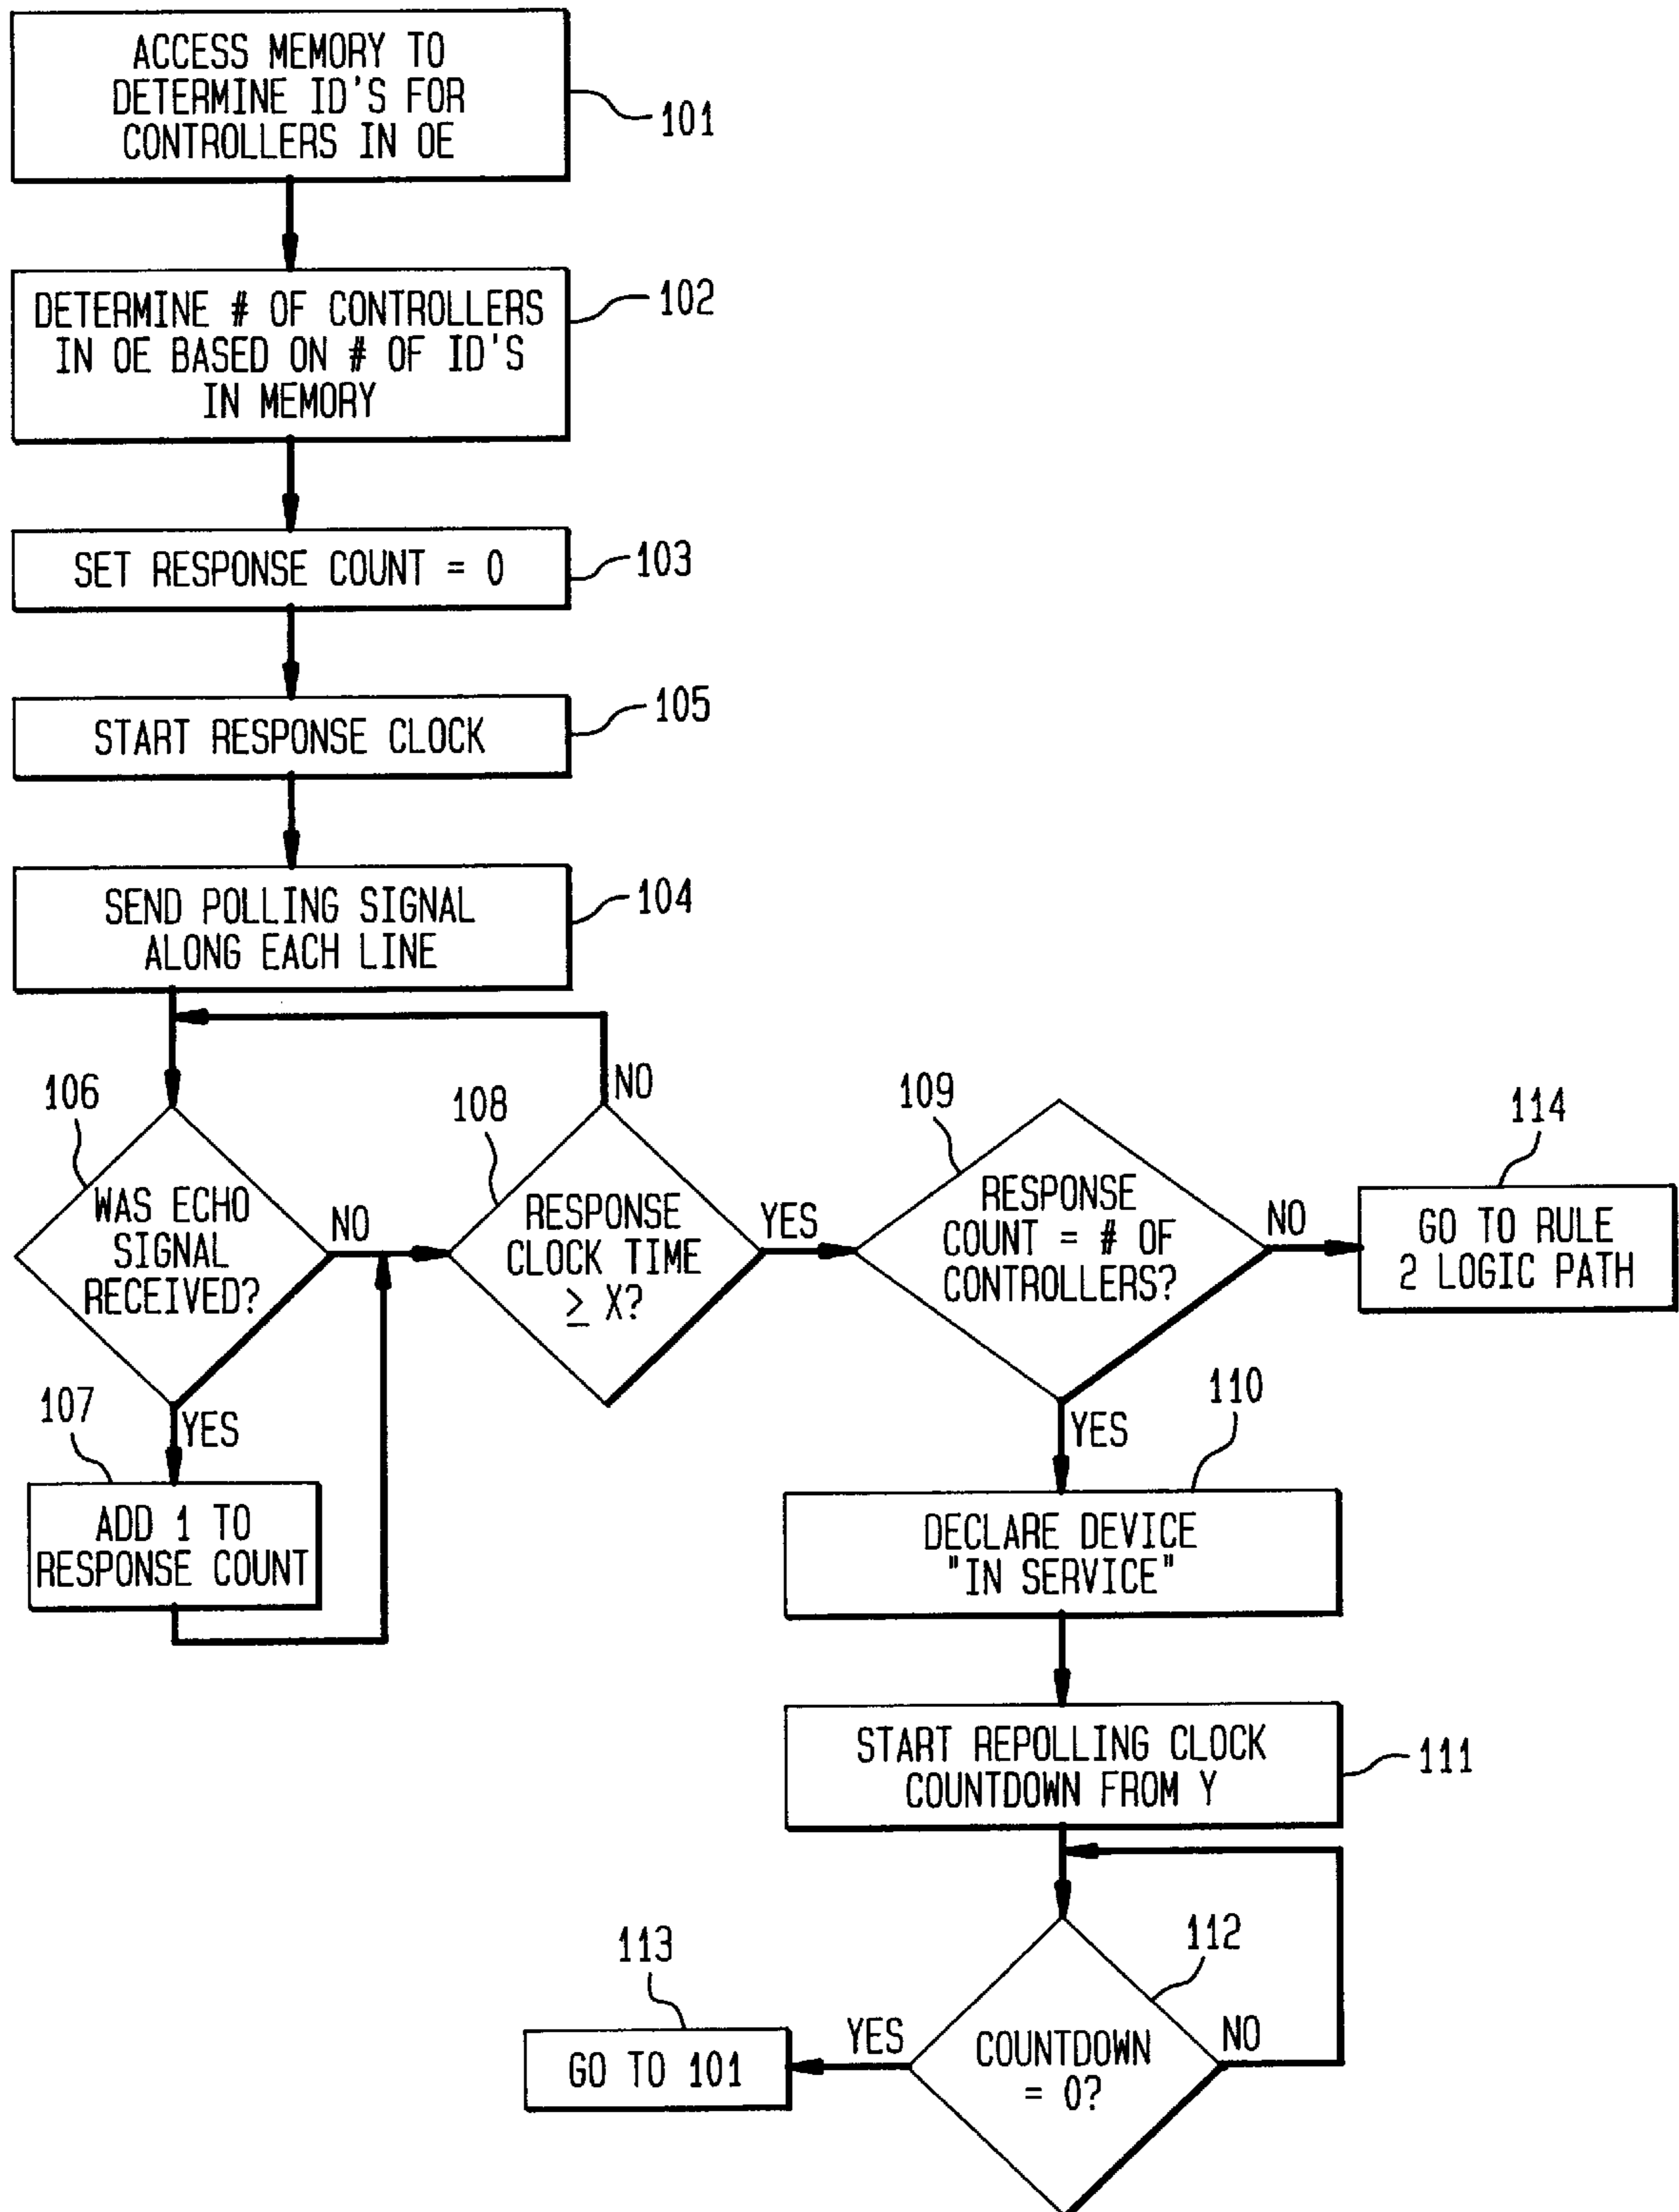 ACCESS MEMORY TO
DETERMINE ID'S FOR
CONTROLLERS IN OE
101
DETERMINE # OF CONTROLLERS
IN OE BASED ON # OF ID'S
IN MEMORY
102
SET RESPONSE COUNT = 0
103
START RESPONSE CLOCK
105
SEND POLLING SIGNAL
ALONG EACH LINE
104
106
WAS ECHO
SIGNAL
RECEIVED?
NO
YES
107
ADD 1 TO
RESPONSE COUNT
108
RESPONSE
CLOCK TIME
≥ X?
NO
YES
109
RESPONSE
COUNT = # OF
CONTROLLERS?
NO
YES
114
GO TO RULE
2 LOGIC PATH
110
DECLARE DEVICE
"IN SERVICE"
START REPOLLING CLOCK
COUNTDOWN FROM Y
111
112
COUNTDOWN
= 0?
NO
YES
113
GO TO 101